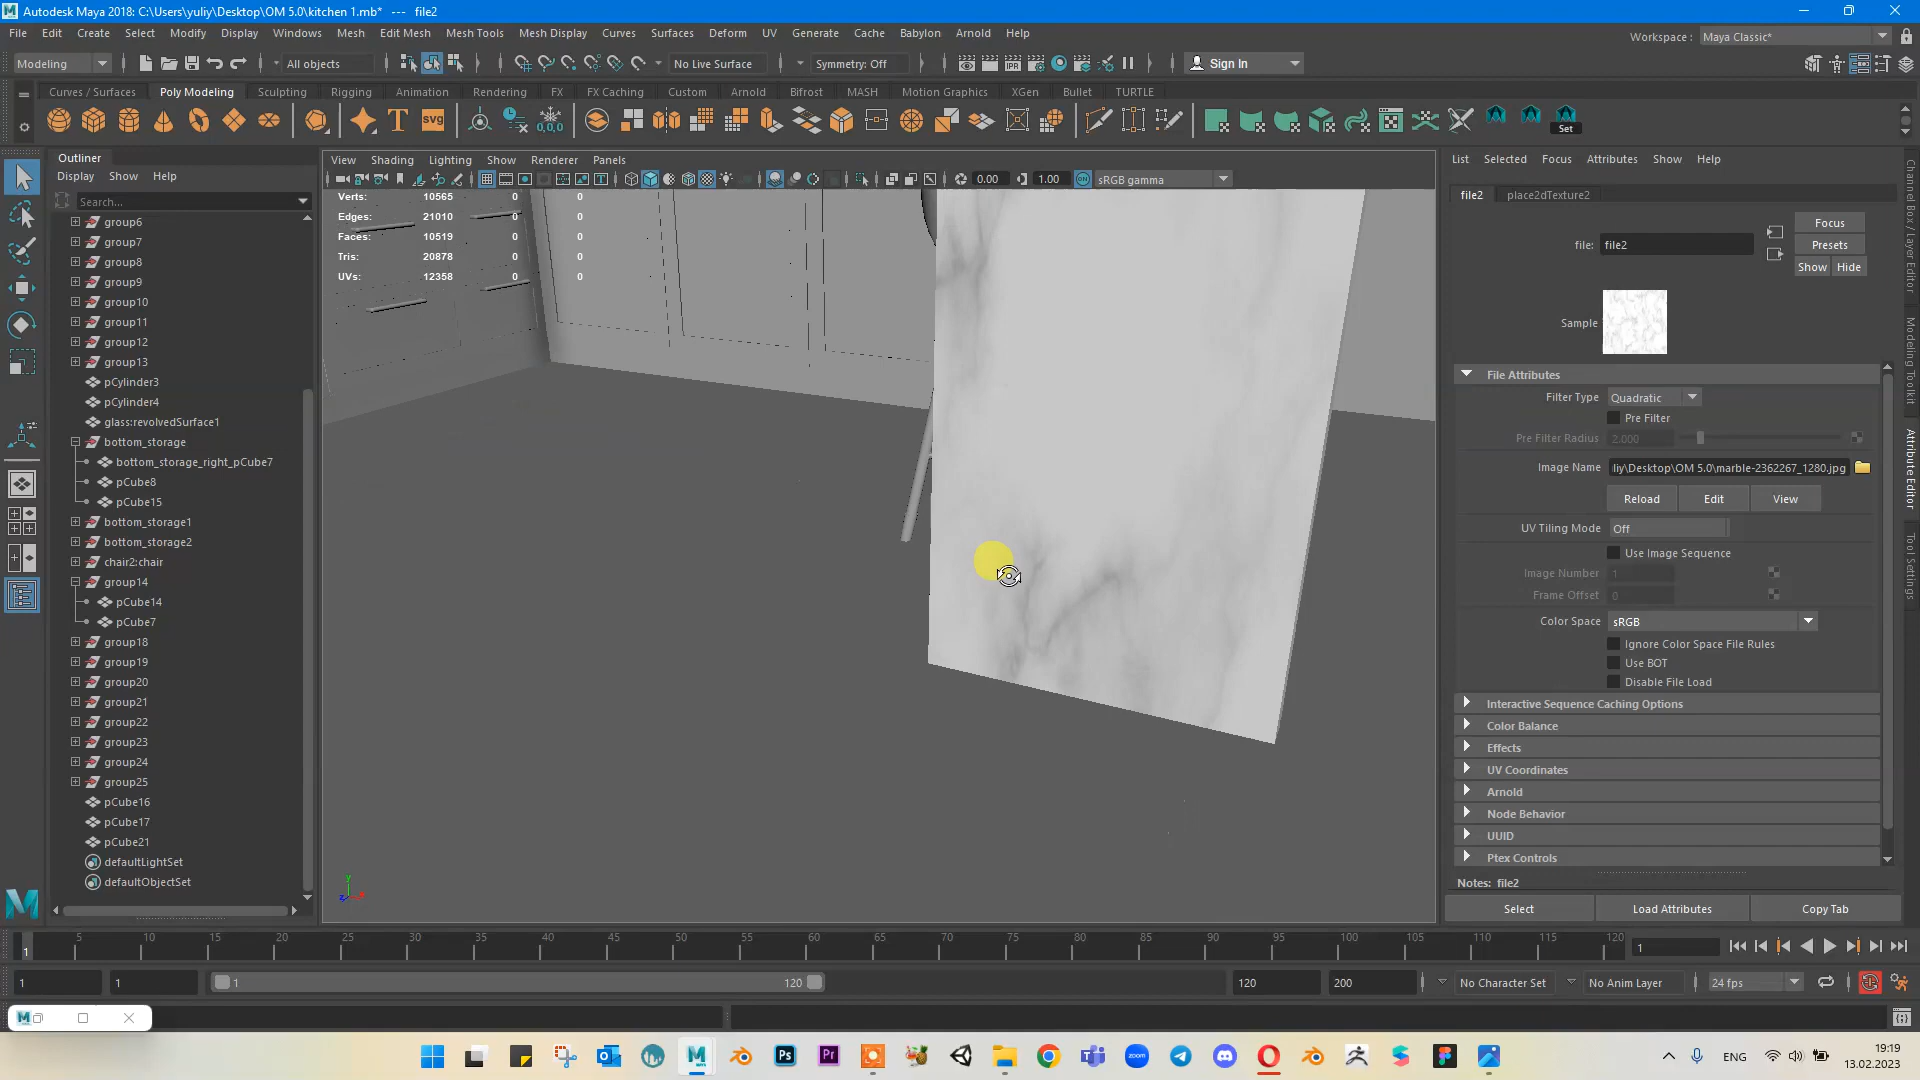 Autodesk Maya 2018: C:\Users\yuliy\Desktop\OM 5.0\kitchen 1.mb* --- file2
File Edit Create Select Modify Display Windows Mesh Edit Mesh Mesh Tools Mesh Display Curves Surfaces Deform UV Generate Cache Babylon Arnold Help
Workspace : Maya Classic*
Modeling All objects No Live Surface Symmetry: Off Sign In
Curves / Surfaces Poly Modeling Sculpting Rigging Animation Rendering FX FX Caching Custom Arnold Bifrost MASH Motion Graphics XGen Bullet TURTLE
T svg 0,0,0 Set
Outliner
Display Show Help
Search...
group6
group7
group8
group9
group10
group11
group12
group13
pCylinder3
pCylinder4
glass:revolvedSurface1
bottom_storage
bottom_storage_right_pCube7
pCube8
pCube15
bottom_storage1
bottom_storage2
chair2:chair
group14
pCube14
pCube7
group18
group19
group20
group21
group22
group23
group24
group25
pCube16
pCube17
pCube21
defaultLightSet
defaultObjectSet
View Shading Lighting Show Renderer Panels
0.00 1.00 sRGB gamma
Verts: 10565 0 0
Edges: 21010 0 0
Faces: 10519 0 0
Tris: 20878 0 0
UVs: 12358 0 0
y
List Selected Focus Attributes Show Help
file2 place2dTexture2
file: file2
Focus
Presets
Show Hide
Sample
File Attributes
Filter Type Quadratic
Pre Filter
Pre Filter Radius 2.000
Image Name liy\Desktop\OM 5.0\marble-2362267_1280.jpg
Reload Edit View
UV Tiling Mode Off
Use Image Sequence
Image Number 1
Frame Offset 0
Color Space sRGB
Ignore Color Space File Rules
Use BOT
Disable File Load
Interactive Sequence Caching Options
Color Balance
Effects
UV Coordinates
Arnold
Node Behavior
UUID
Ptex Controls
Notes: file2
Select Load Attributes Copy Tab
Channel Box / Layer Editor
Modeling Toolkit
Attribute Editor
Tool Settings
1 5 10 15 20 25 30 35 40 45 50 55 60 65 70 75 80 85 90 95 100 105 110 115 120 1
1 1 1 120 120 200 No Character Set No Anim Layer 24 fps
Ps Pr zoom
ENG
19:19
13.02.2023